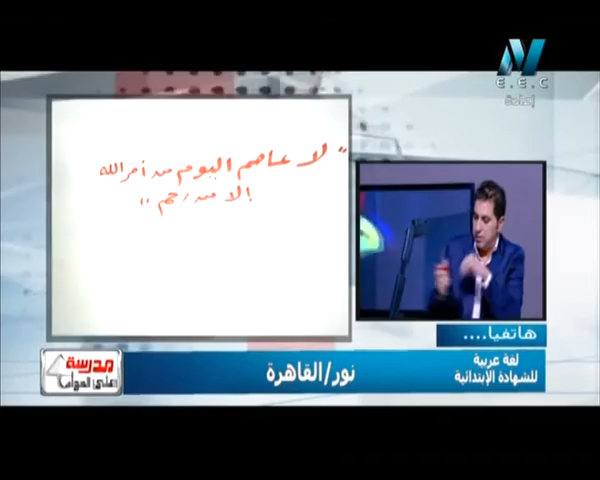 E.E.C
إعادة
" لا عاصم اليوم من أمر الله
إلا من رحم "
هاتفيا....
لغة عربية
للشهادة الإبتدائية
نور/القاهرة
مدرسة
على الهواء